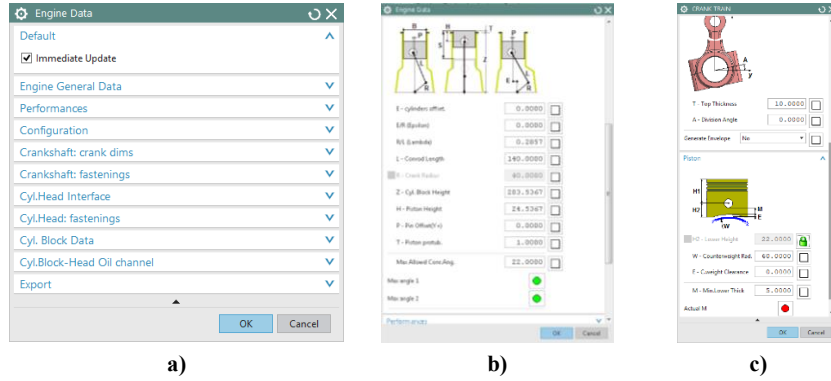 Engine Data
Default
Immediate Update
Engine General Data
Performances
Configuration
Crankshaft: crank dims
Crankshaft: fastenings
Cyl.Head Interface
Cyl.Head: fastenings
Cyl. Block Data
Cyl.Block-Head Oil channel
Export
OK Cancel
a)
Engine Data
B H T
P P
S
L Z L
R E R
E - cylinders offset. 0.0000
E/R (Epsilon) 0.0000
R/L (Lambda) 0.2857
L - Conrod Length 140.0000
R - Crank Radius 40.0000
Z - Cyl. Block Height 203.5367
H - Piston Height 24.5367
P - Pin Offset(Y+) 0.0000
T - Piston protub. 1.0000
Max Allowed Conr.Ang. 22.0000
Max angle 1
Max angle 2
Performances
OK Cancel
b)
CRANK TRAIN
A
y
T - Top Thickness 10.0000
A - Division Angle 0.0000
Generate Envelope No
Piston
H1
H2 M
E
W
H2 - Lower Height 22.0000
W - Counterweight Rad. 60.0000
E - C.weight Clearance 0.0000
M - Min.Lower Thick 5.0000
Actual M
OK Cancel
c)